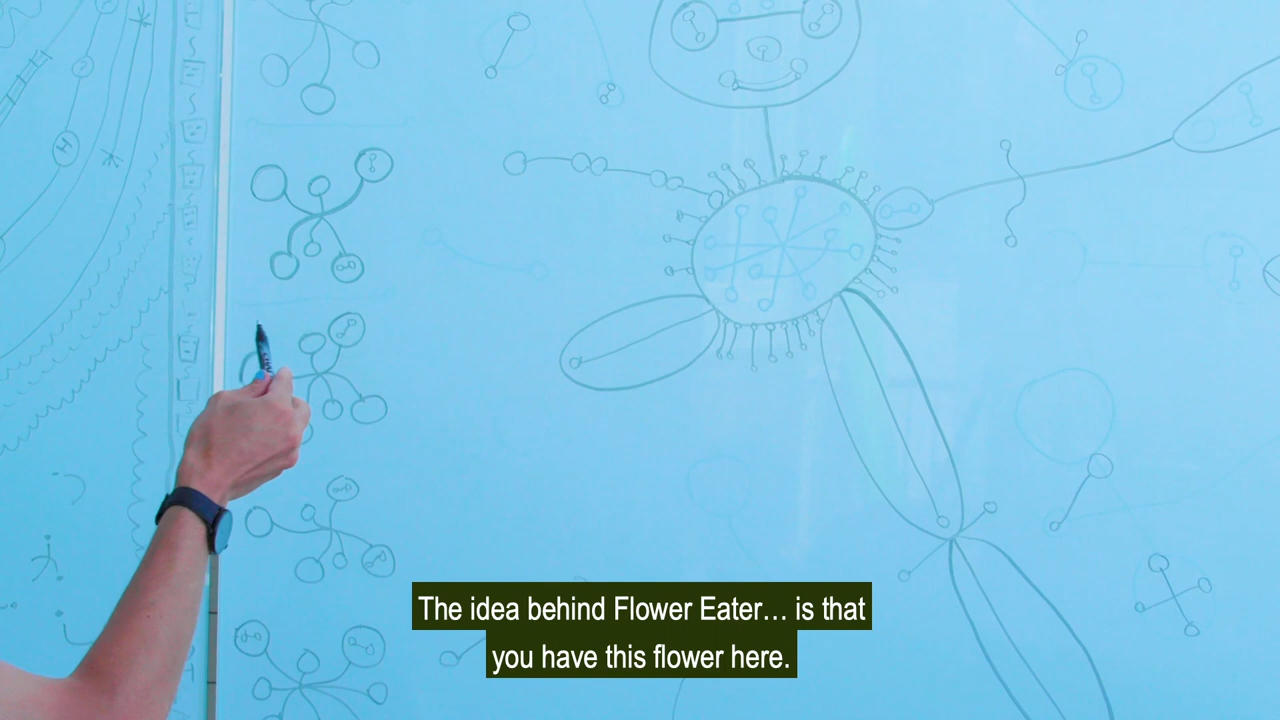 The idea behind Flower Eater… is that
you have this flower here.